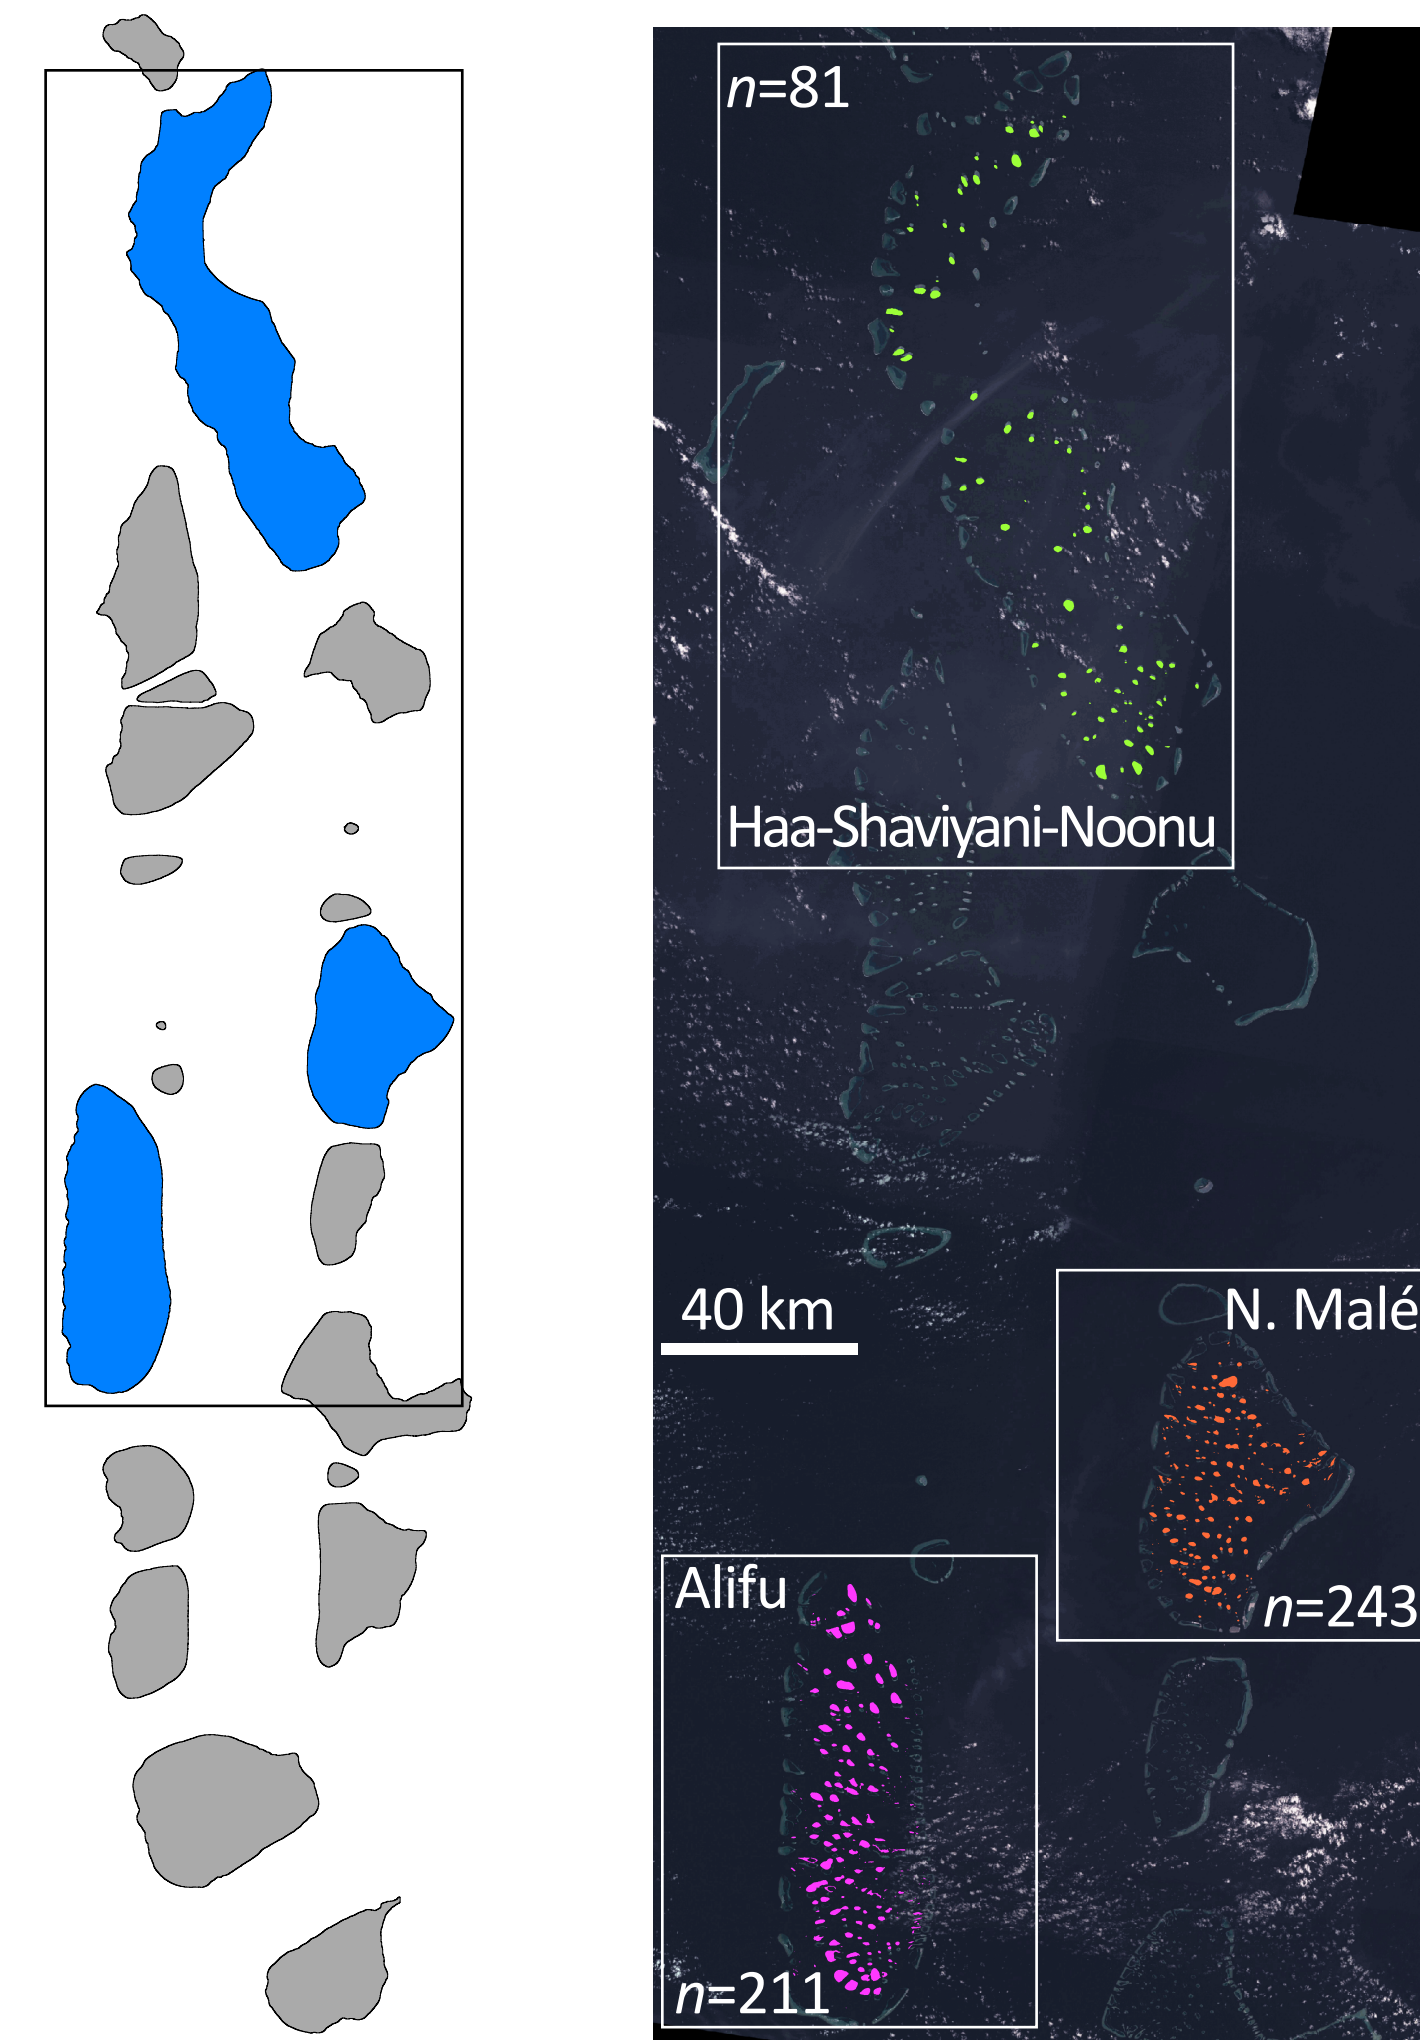 n=81
Haa-Shaviyani-Noonu
40 km
N. Malé
n=243
Alifu
n=211